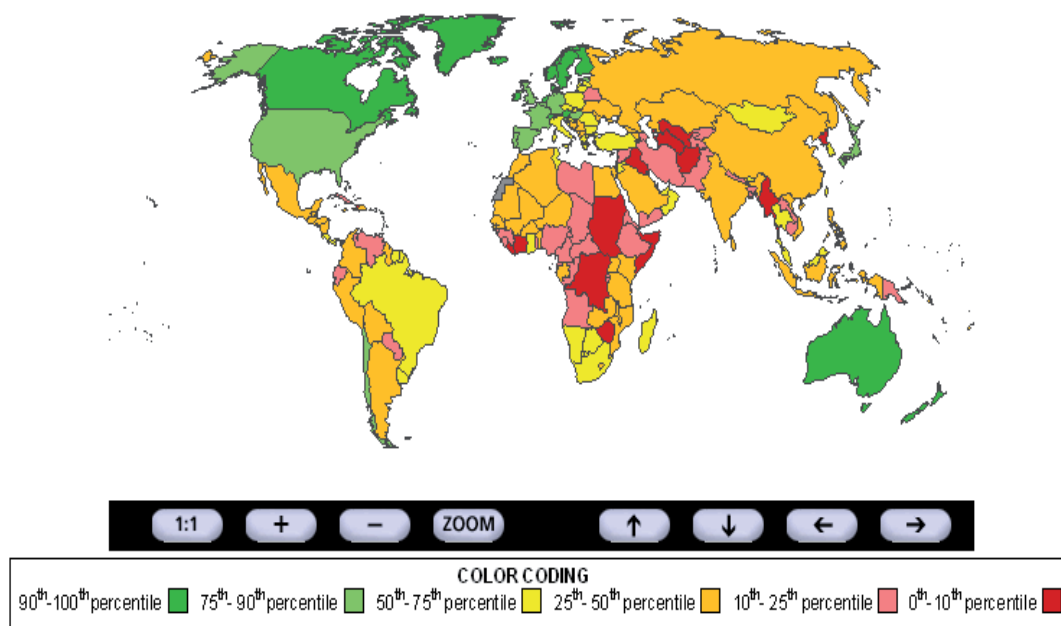 1:1 + − ZOOM ↑ ↓ ← →
COLOR CODING
90th-100th percentile 75th-90th percentile 50th-75th percentile 25th-50th percentile 10th-25th percentile 0th-10th percentile